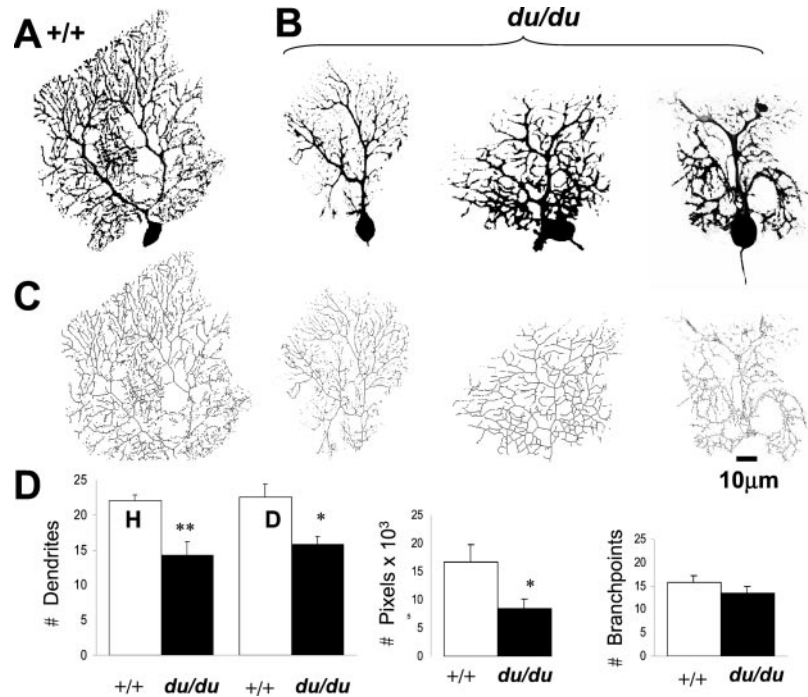 A +/+
B du/du
C
10µm
D
# Dendrites
25
20
15
10
5
0
H ** D *
+/+ du/du +/+ du/du
# Pixels x 10³
25
20
15
10
5
0
*
+/+ du/du
# Branchpoints
25
20
15
10
5
0
+/+ du/du